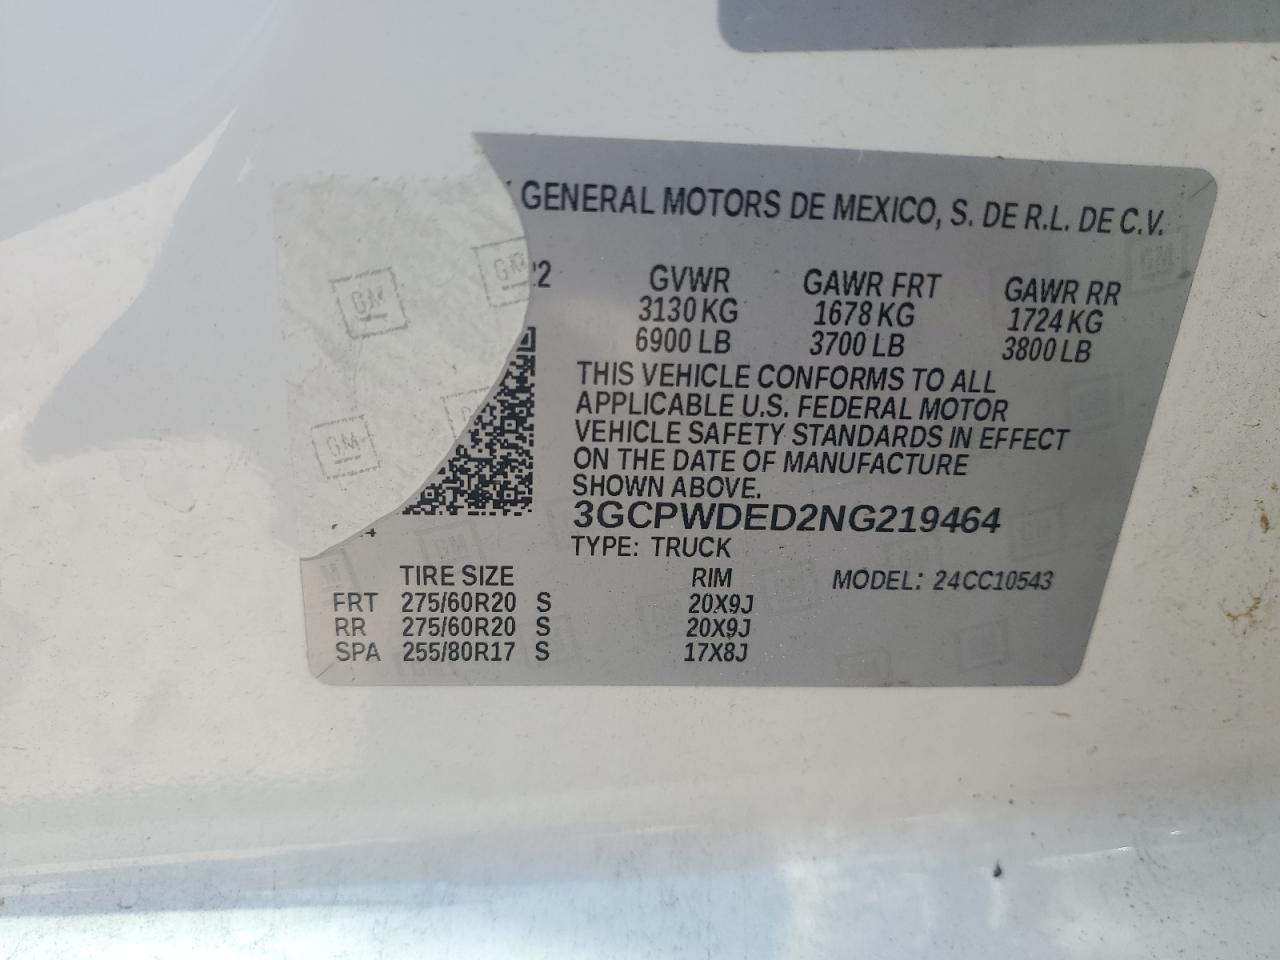 GENERAL MOTORS DE MEXICO, S. DE R.L. DE C.V.
GVWR GAWR FRT GAWR RR
3130 KG 1678 KG 1724 KG
6900 LB 3700 LB 3800 LB
THIS VEHICLE CONFORMS TO ALL
APPLICABLE U.S. FEDERAL MOTOR
VEHICLE SAFETY STANDARDS IN EFFECT
ON THE DATE OF MANUFACTURE
SHOWN ABOVE.
3GCPWDED2NG219464
TYPE: TRUCK
TIRE SIZE RIM MODEL: 24CC10543
FRT 275/60R20 S 20X9J
RR 275/60R20 S 20X9J
SPA 255/80R17 S 17X8J
GM
GM
GM